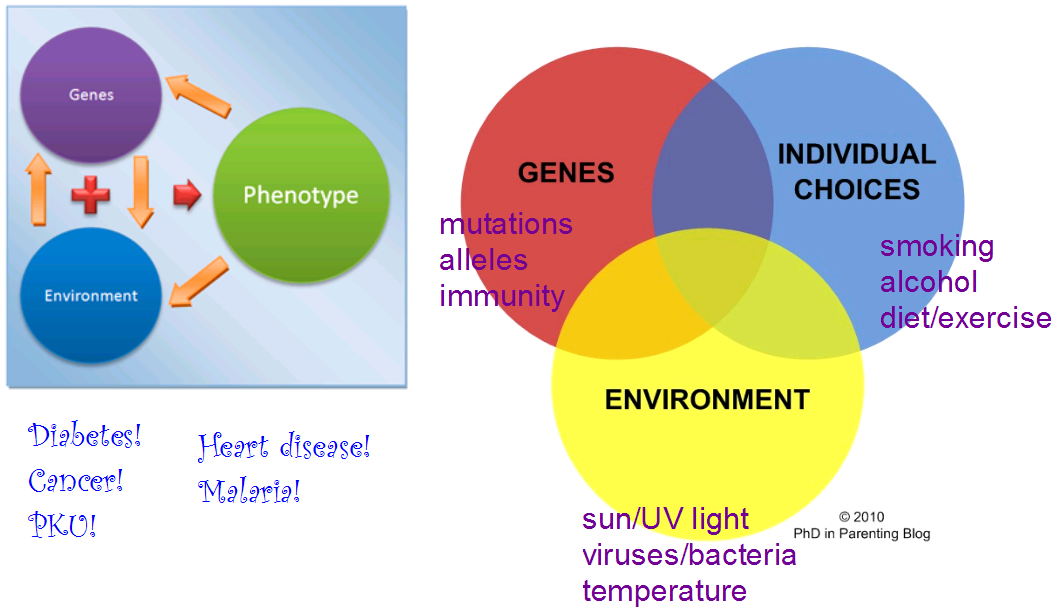 Genes
Phenotype
Environment
Diabetes!
Cancer!
PKU!
Heart disease!
Malaria!
GENES
mutations
alleles
immunity
INDIVIDUAL
CHOICES
smoking
alcohol
diet/exercise
ENVIRONMENT
sun/UV light
viruses/bacteria
temperature
© 2010
PhD in Parenting Blog